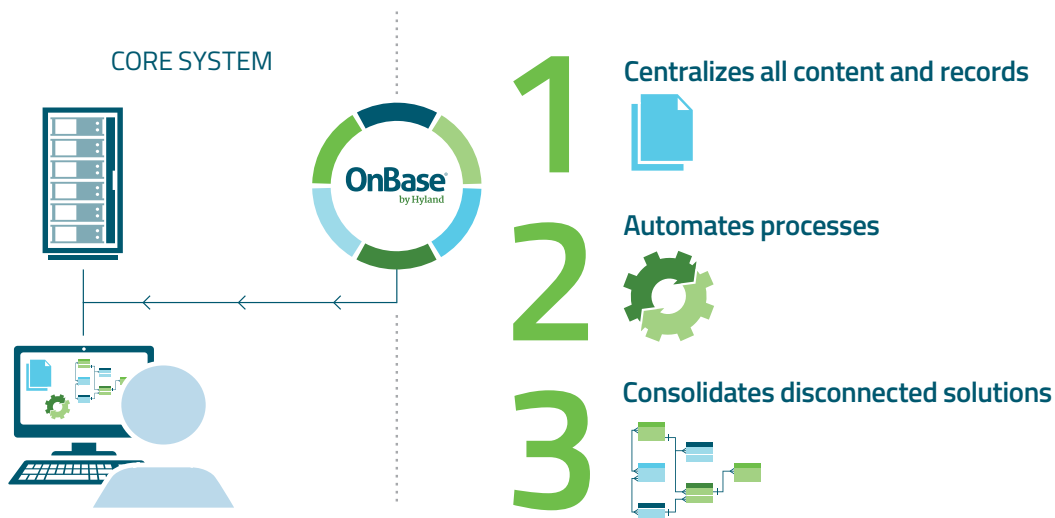 CORE SYSTEM
OnBase®
by Hyland
1
Centralizes all content and records
2
Automates processes
3
Consolidates disconnected solutions